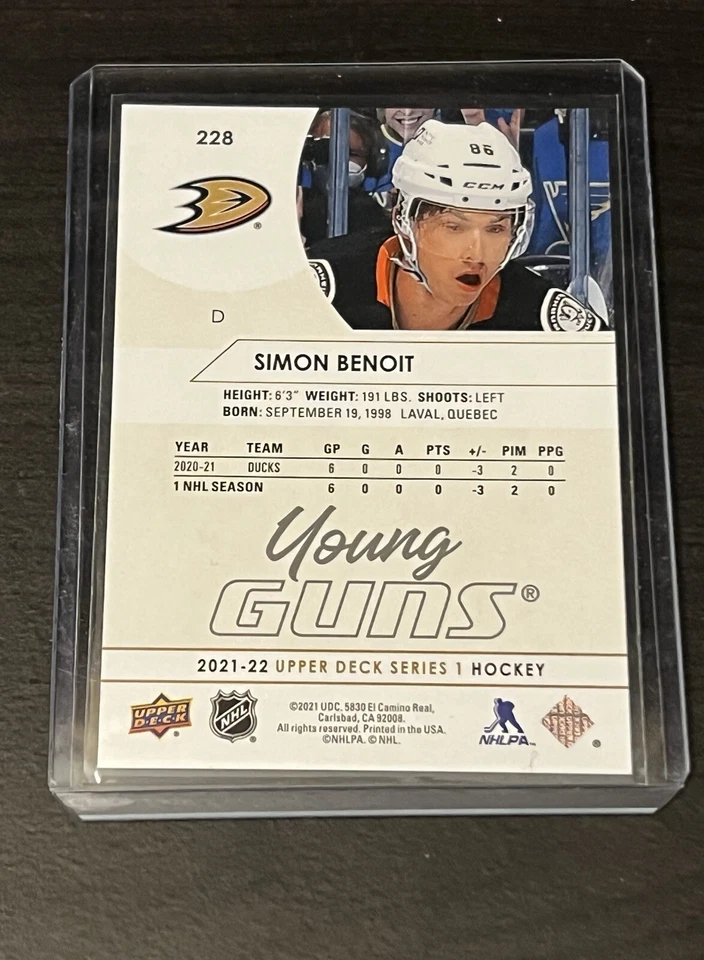 228
86
CCM
®
D
SIMON BENOIT
HEIGHT: 6'3" WEIGHT: 191 LBS. SHOOTS: LEFT
BORN: SEPTEMBER 19, 1998 LAVAL, QUEBEC
YEAR TEAM GP G A PTS +/- PIM PPG
2020-21 DUCKS 6 0 0 0 -3 2 0
1 NHL SEASON 6 0 0 0 -3 2 0
Young
GUNS®
2021-22 UPPER DECK SERIES 1 HOCKEY
UPPER DECK
NHL ®
©2021 UDC. 5830 El Camino Real,
Carlsbad, CA 92008.
All rights reserved. Printed in the USA.
©NHLPA. © NHL.
NHLPA™
®